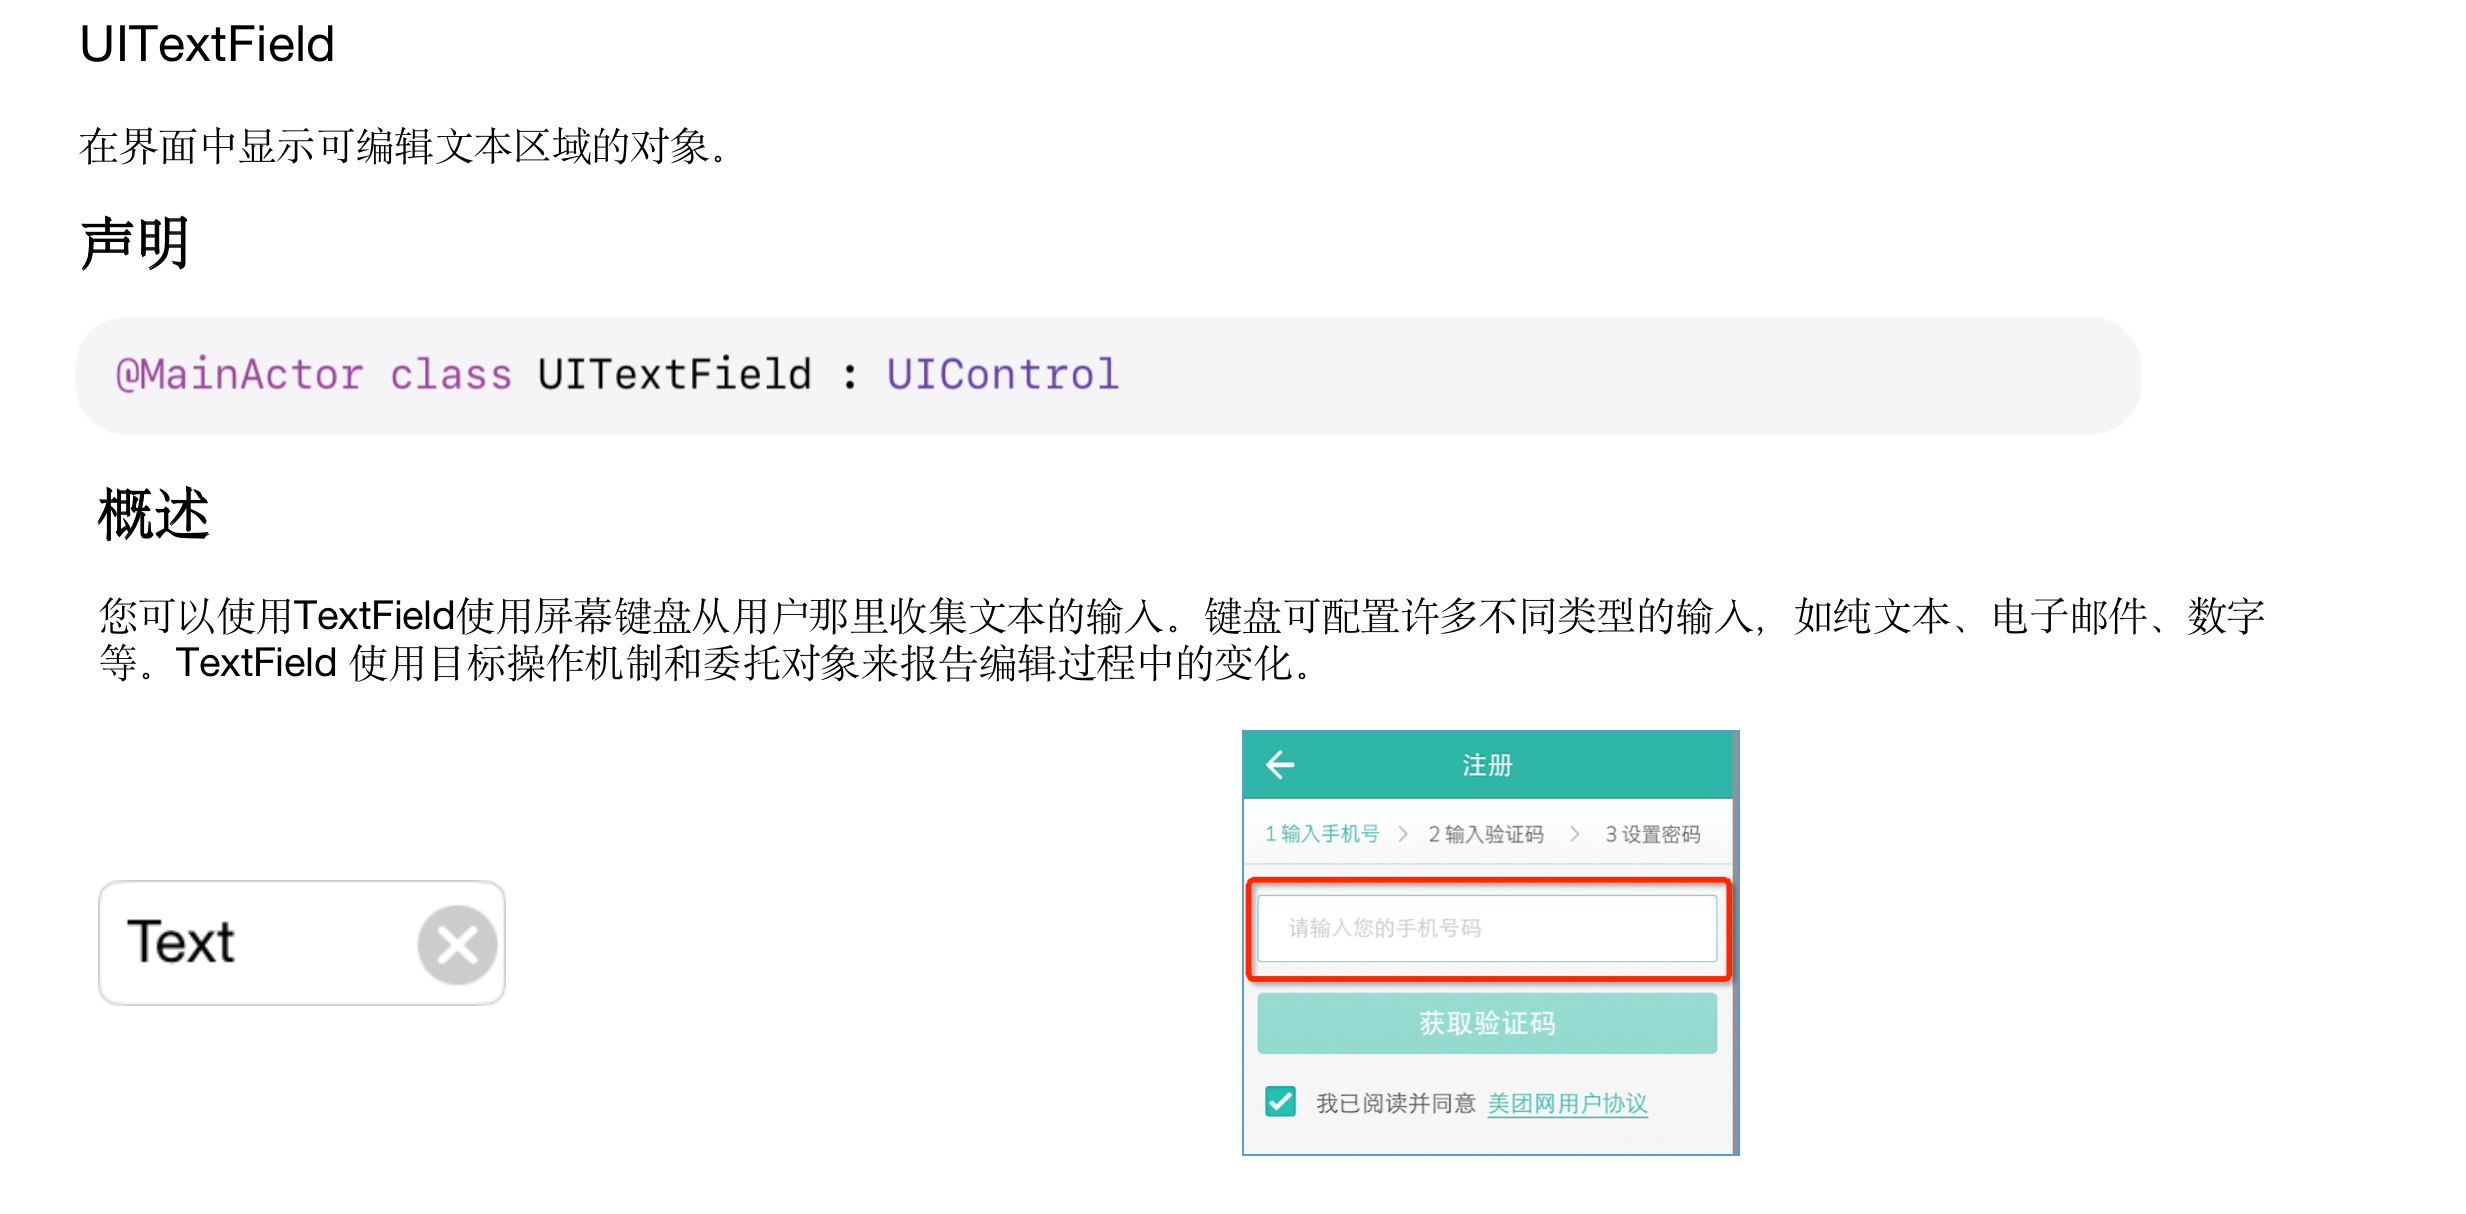 UITextField
在界面中显示可编辑文本区域的对象。
声明
@MainActor class UITextField : UIControl
概述
您可以使用TextField使用屏幕键盘从用户那里收集文本的输入。键盘可配置许多不同类型的输入，如纯文本、电子邮件、数字
等。TextField 使用目标操作机制和委托对象来报告编辑过程中的变化。
Text
注册
1 输入手机号 > 2 输入验证码 > 3 设置密码
请输入您的手机号码
获取验证码
我已阅读并同意 美团网用户协议